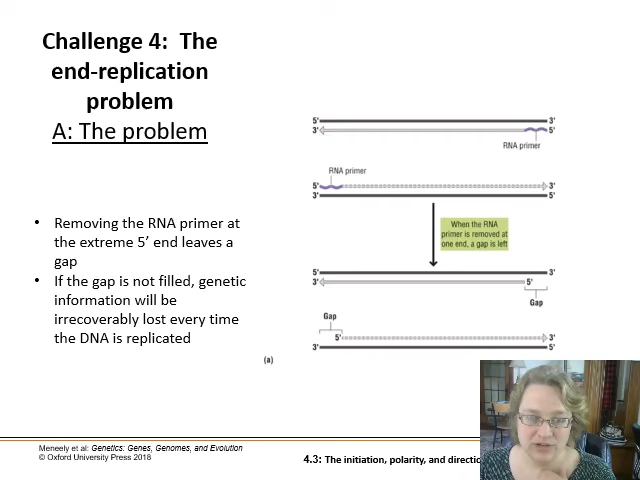 Challenge 4: The
end-replication
problem
A: The problem
• Removing the RNA primer at
the extreme 5' end leaves a
gap
• If the gap is not filled, genetic
information will be
irrecoverably lost every time
the DNA is replicated
5' 3'
3' 5'
RNA primer
RNA primer
5' 3'
3' 5'
When the RNA
primer is removed at
one end, a gap is left
5' 3'
3' 5'
Gap
Gap
5' 3'
3' 5'
(a)
Meneely et al: Genetics: Genes, Genomes, and Evolution
© Oxford University Press 2018
4.3: The initiation, polarity, and